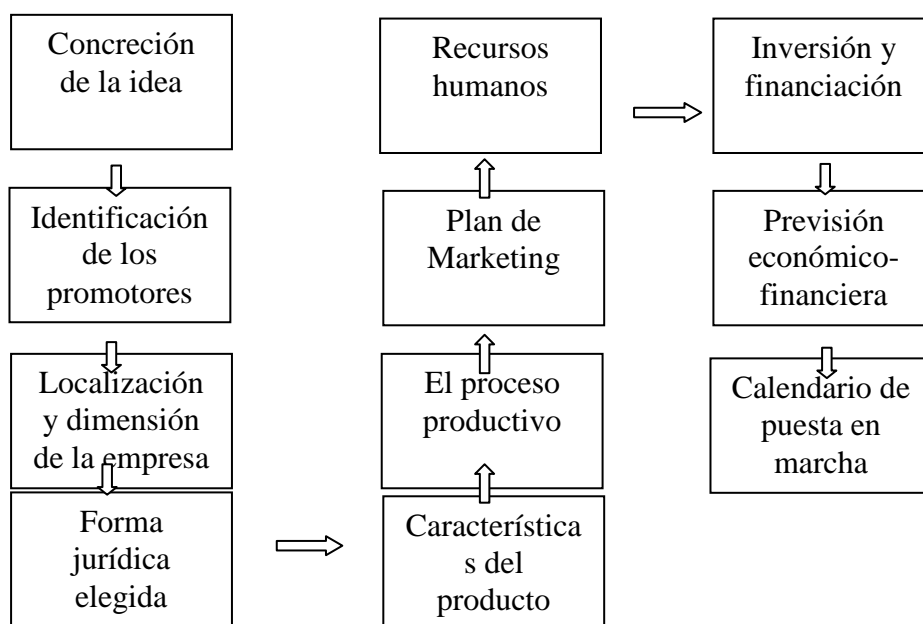 Concreción
de la idea
Identificación
de los
promotores
Localización
y dimensión
de la empresa
Forma
jurídica
elegida
Característica
s del
producto
El proceso
productivo
Plan de
Marketing
Recursos
humanos
Inversión y
financiación
Previsión
económico-
financiera
Calendario de
puesta en
marcha